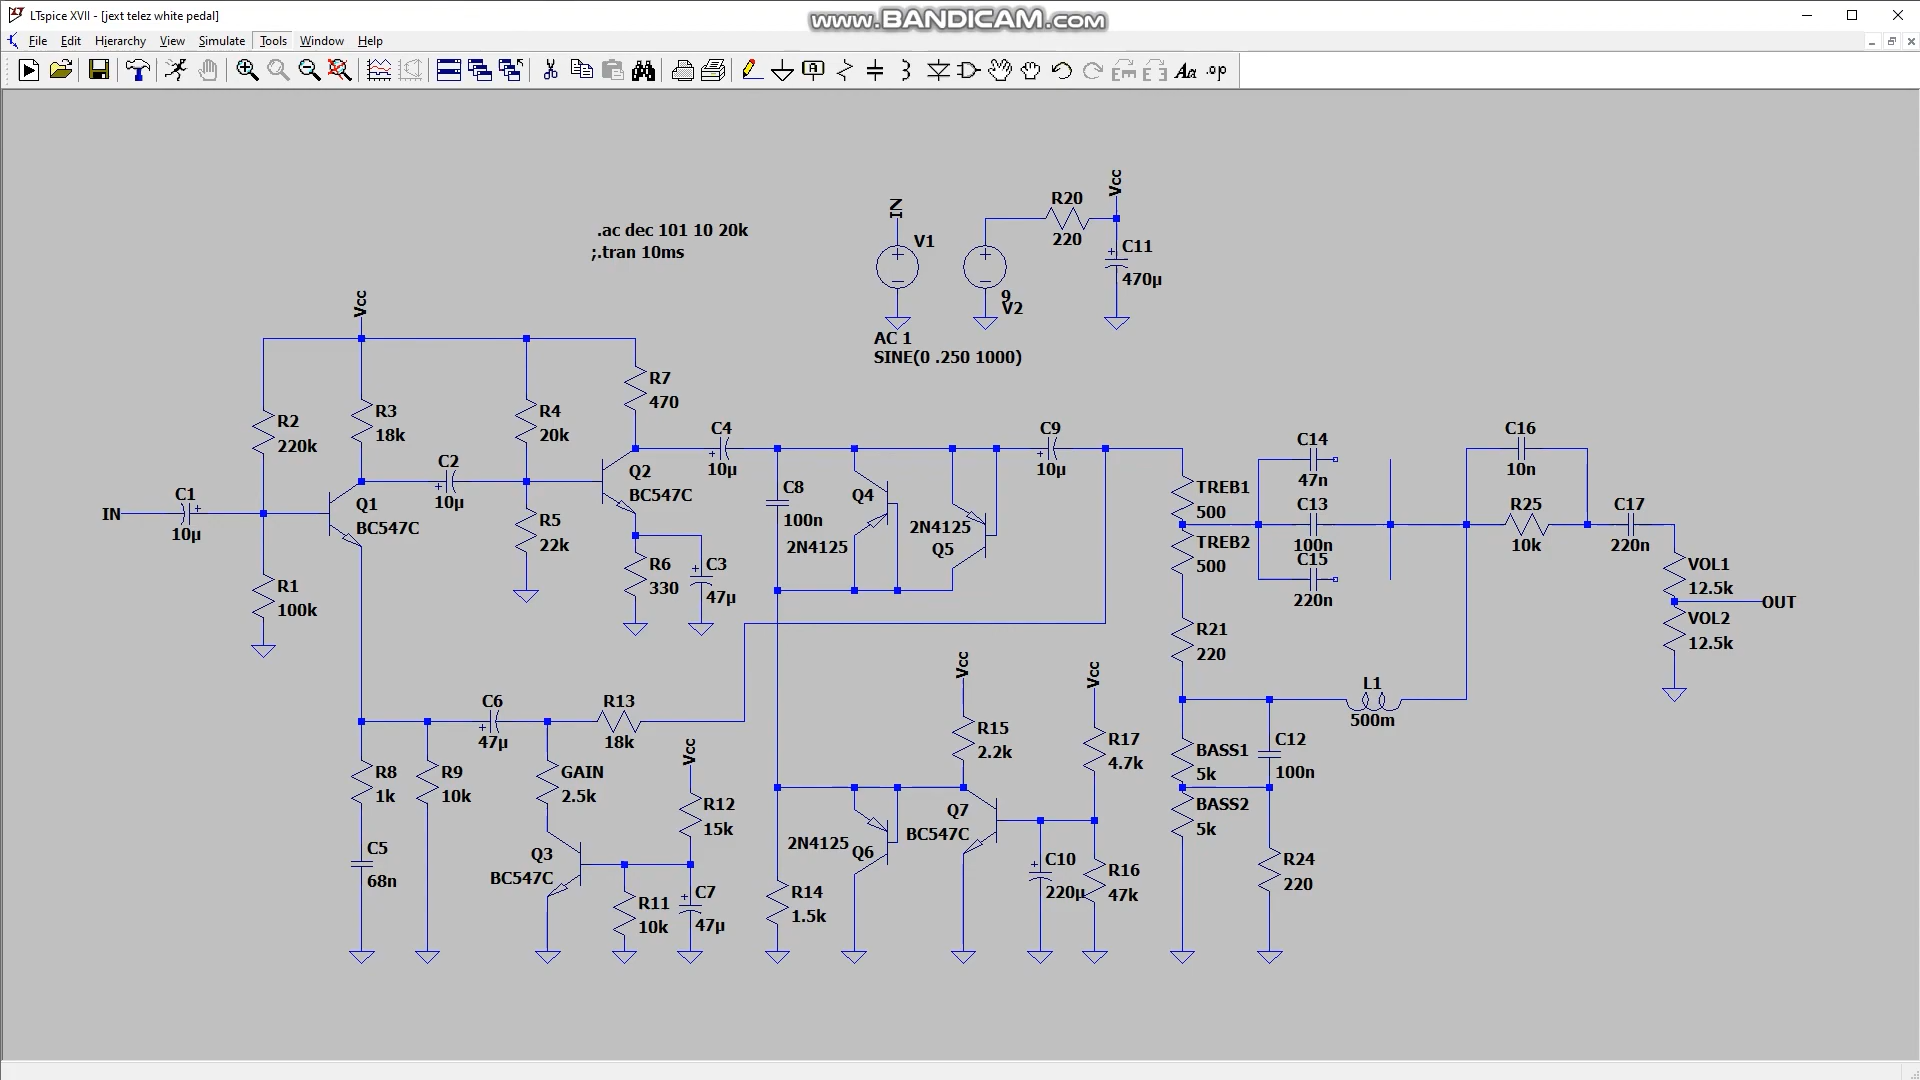 LTspice XVII - [jext telez white pedal]
www.BANDICAM.com
File Edit Hierarchy View Simulate Tools Window Help
.op
Vcc
IN
R20
220
V1
C11
470µ
9
V2
.ac dec 101 10 20k
;.tran 10ms
AC 1
SINE(0 .250 1000)
Vcc
R2
220k
R3
18k
R4
20k
R7
470
C1
10µ
IN
R1
100k
Q1
BC547C
C2
10µ
R5
22k
Q2
BC547C
R6
330
C3
47µ
C4
10µ
C8
100n
Q4
2N4125
2N4125
Q5
C9
10µ
TREB1
500
TREB2
500
R21
220
C14
47n
C13
100n
C15
220n
C16
10n
R25
10k
C17
220n
VOL1
12.5k
OUT
VOL2
12.5k
L1
500m
C6
47µ
R13
18k
R8
1k
R9
10k
C5
68n
GAIN
2.5k
Q3
BC547C
Vcc
R12
15k
R11
10k
C7
47µ
R14
1.5k
2N4125
Q6
Vcc
R15
2.2k
Q7
BC547C
Vcc
R17
4.7k
C10
220µ
R16
47k
BASS1
5k
BASS2
5k
C12
100n
R24
220